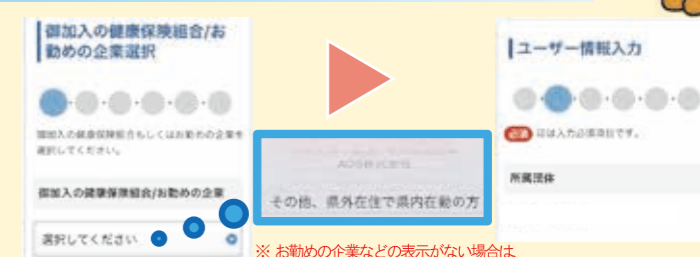 御加入の健康保険組合/お
勤めの企業選択
御加入の健康保険組合もしくはお勤めの企業を
選択してください。
御加入の健康保険組合/お勤めの企業
選択してください
その他、県外在住で県内在勤の方
※ お勤めの企業などの表示がない場合は、
ユーザー情報入力
必須 印は入力必須項目です。
所属団体